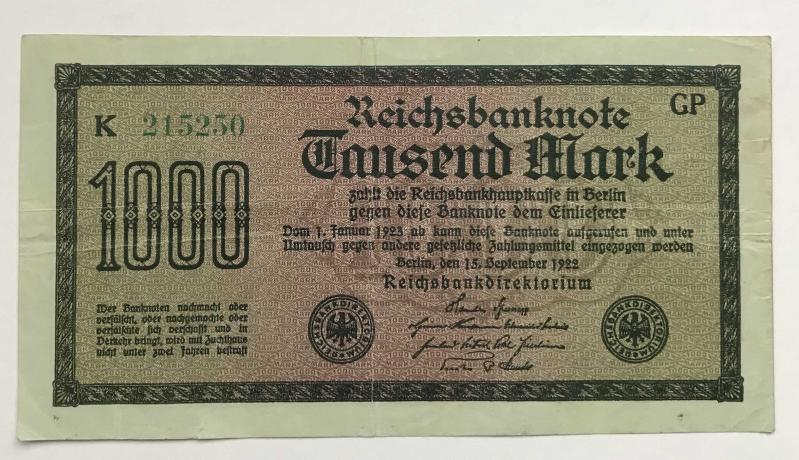 K 215250
GP
Reichsbanknote
Tausend Mark
1000
zahlt die Reichsbankhauptkasse in Berlin
gegen diese Banknote dem Einlieferer
Vom 1. Januar 1923 ab kann diese Banknote aufgerufen und unter
Umtausch gegen andere gesetzliche Zahlungsmittel eingezogen werden
Berlin, den 15. September 1922
Reichsbankdirektorium
Wer Banknoten nachmacht oder
verfälscht, oder nachgemachte oder
verfälschte sich verschafft und in
Verkehr bringt, wird mit Zuchthaus
nicht unter zwei Jahren bestraft
REICHSBANKDIREKTORIUM
REICHSBANKDIREKTORIUM